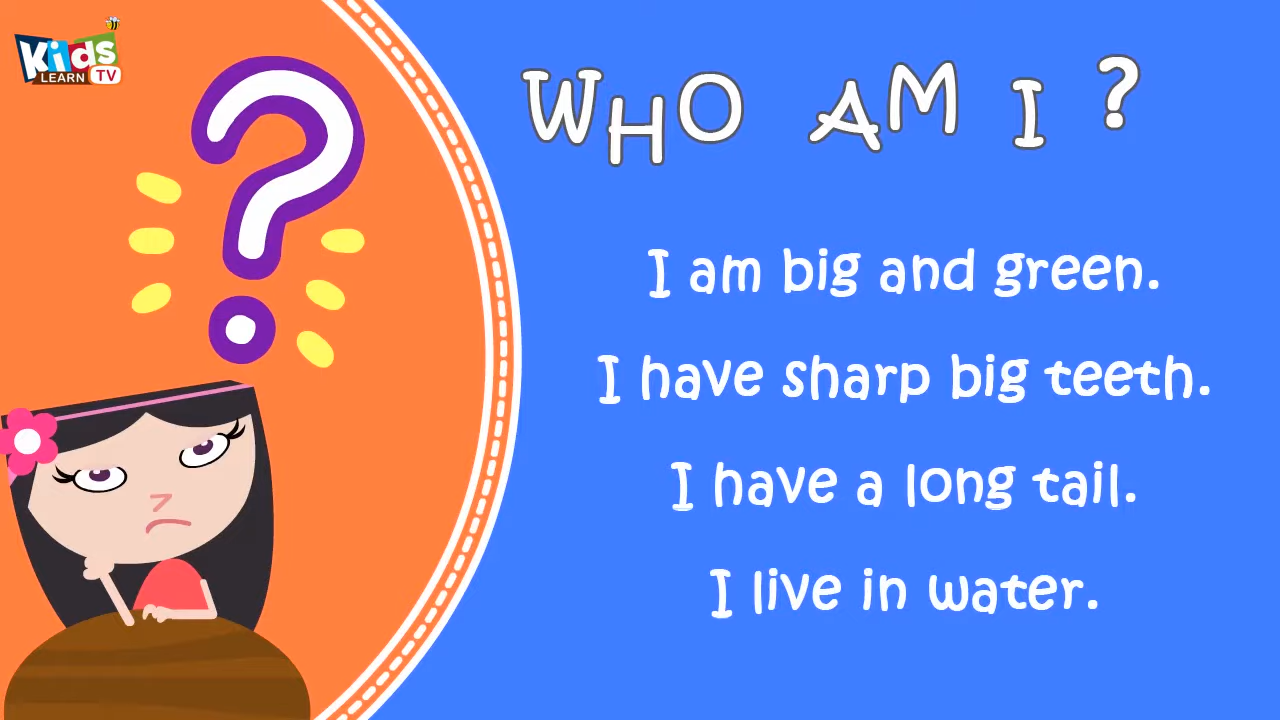 Kids
LEARN TV
WHO AM I ?
I am big and green.
I have sharp big teeth.
I have a long tail.
I live in water.